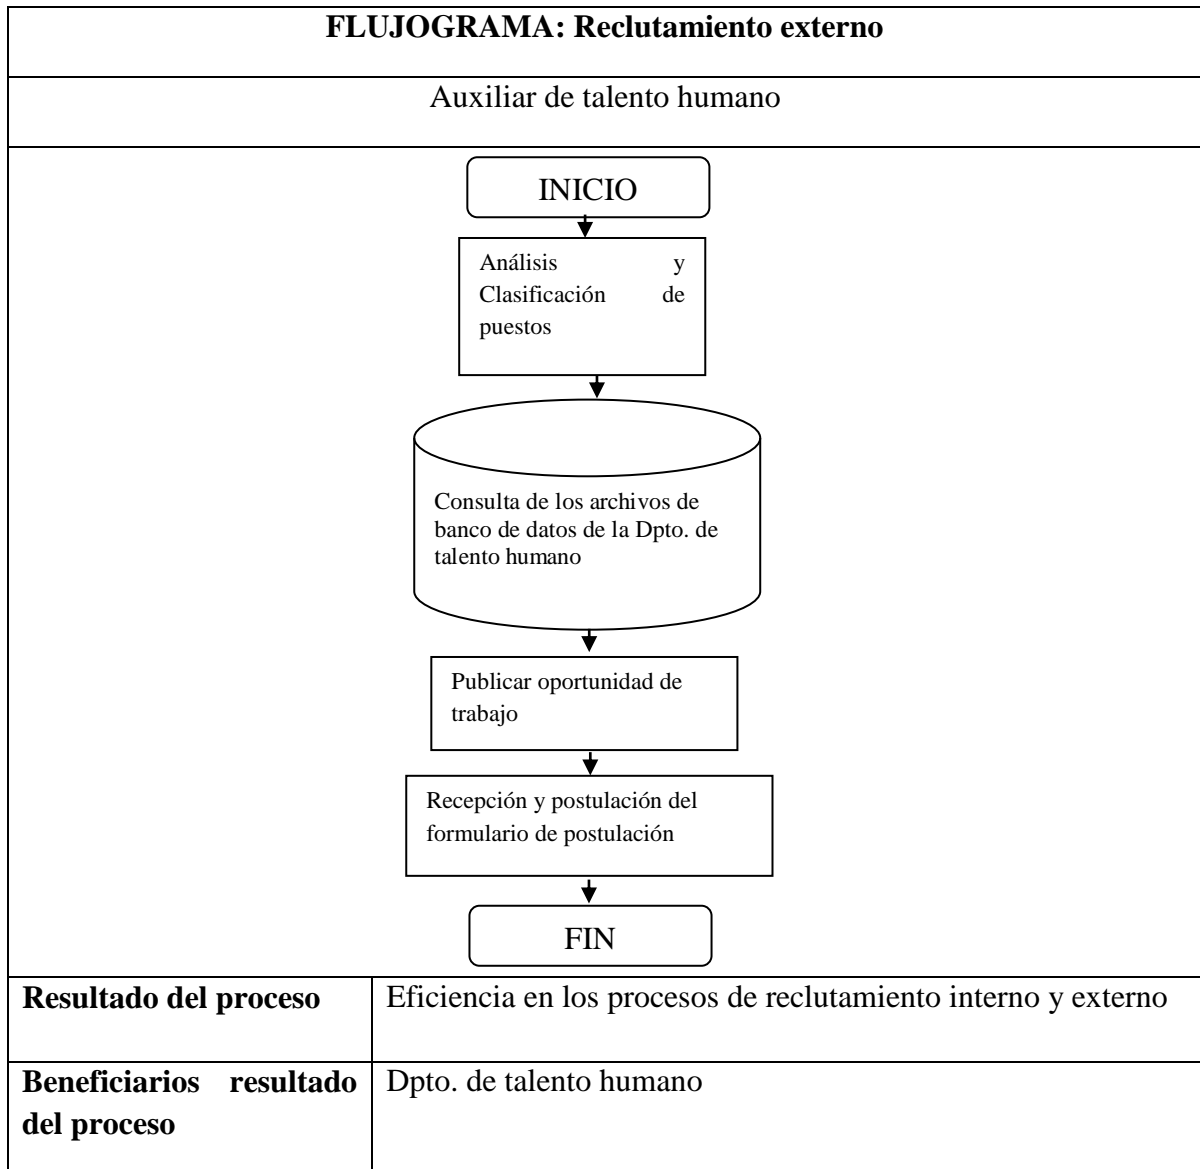 FLUJOGRAMA: Reclutamiento externo
Auxiliar de talento humano
INICIO
Análisis y
Clasificación de
puestos
Consulta de los archivos de
banco de datos de la Dpto. de
talento humano
Publicar oportunidad de
trabajo
Recepción y postulación del
formulario de postulación
FIN
Resultado del proceso
Eficiencia en los procesos de reclutamiento interno y externo
Beneficiarios resultado
del proceso
Dpto. de talento humano